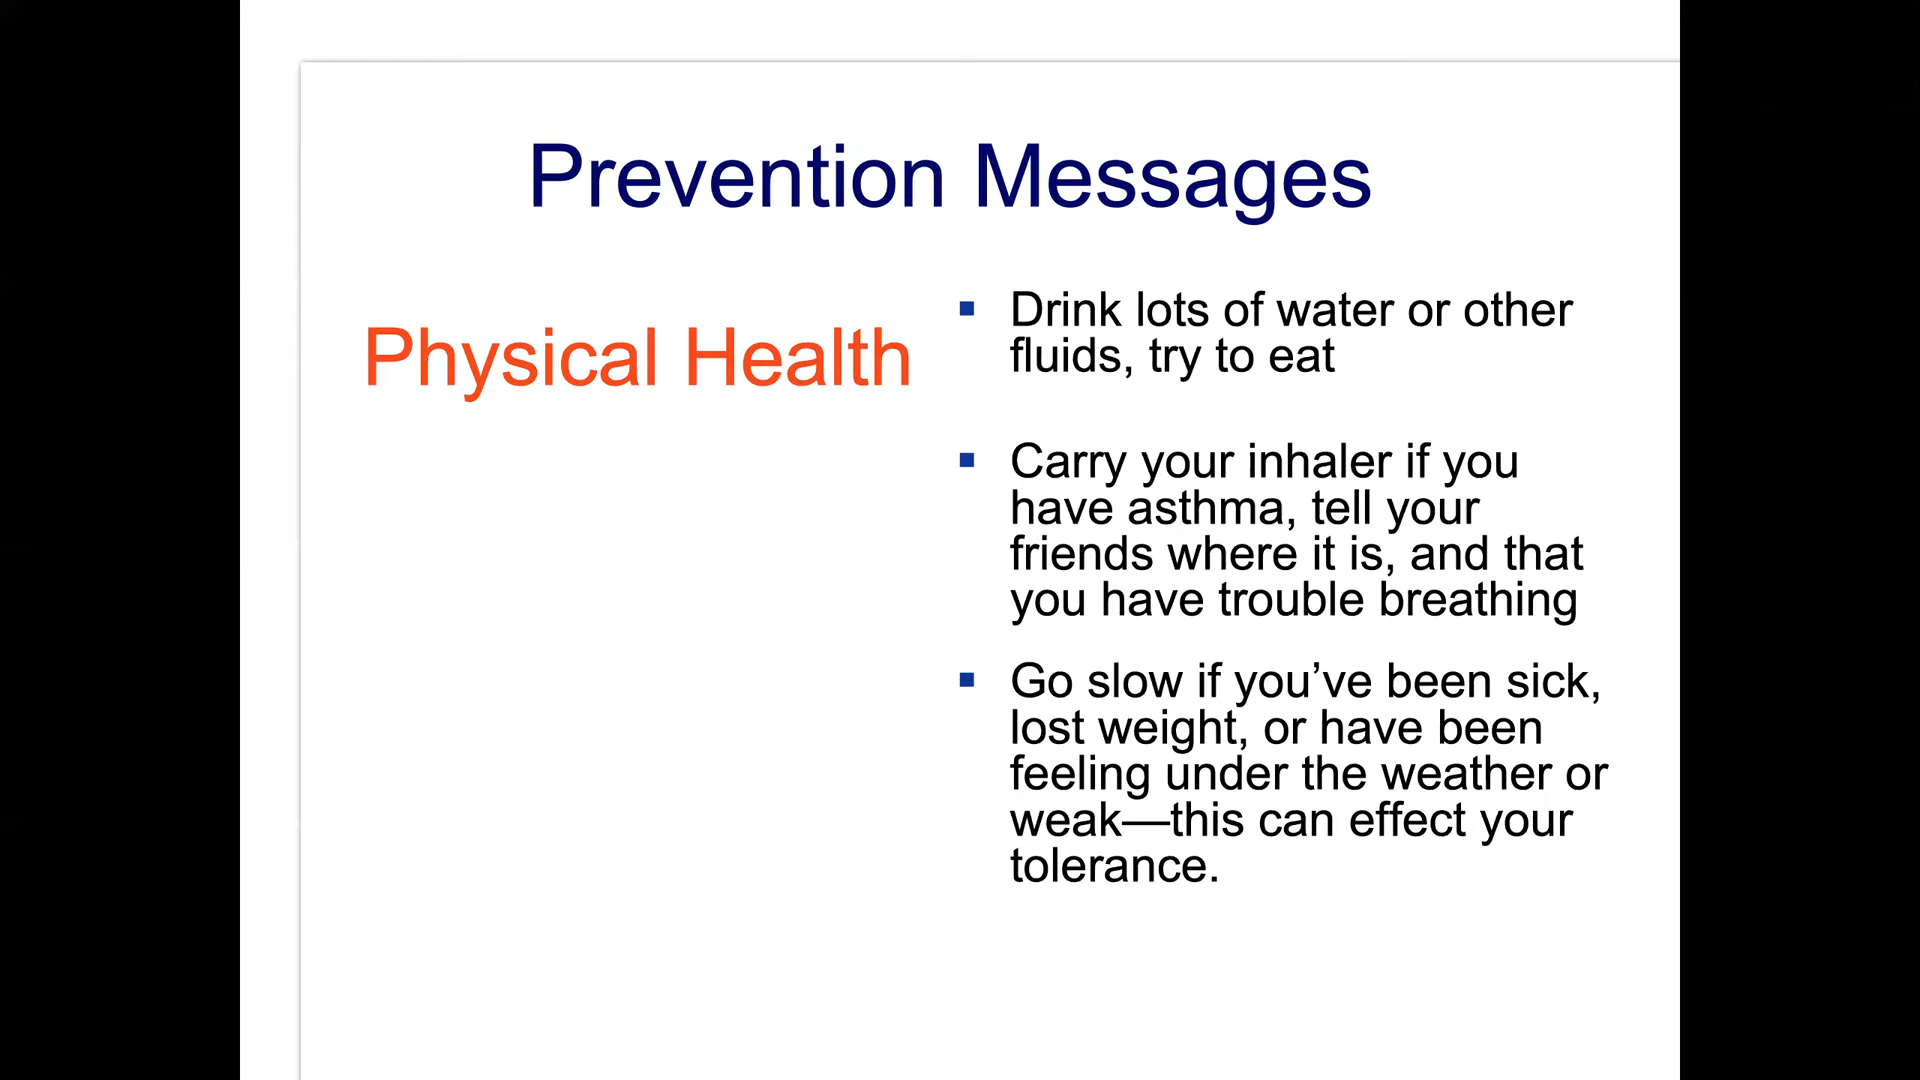 Prevention Messages
Physical Health
▪ Drink lots of water or other
fluids, try to eat
▪ Carry your inhaler if you
have asthma, tell your
friends where it is, and that
you have trouble breathing
▪ Go slow if you’ve been sick,
lost weight, or have been
feeling under the weather or
weak—this can effect your
tolerance.